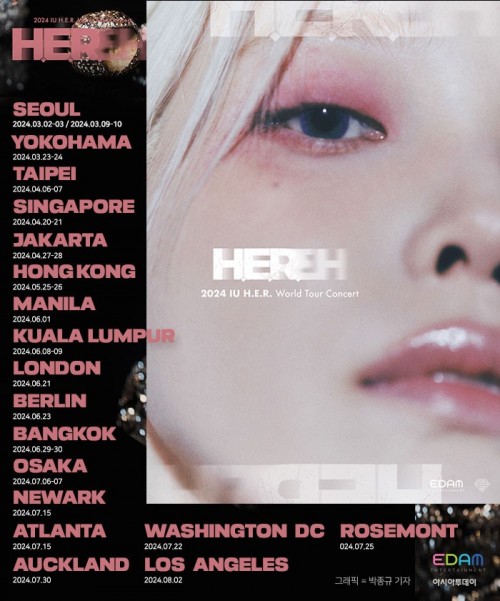 2024 IU H.E.R.
H.E.R.EH
SEOUL
2024.03.02-03 / 2024.03.09-10
YOKOHAMA
2024.03.23-24
TAIPEI
2024.04.06-07
SINGAPORE
2024.04.20-21
JAKARTA
2024.04.27-28
HONG KONG
2024.05.25-26
MANILA
2024.06.01
KUALA LUMPUR
2024.06.08-09
LONDON
2024.06.21
BERLIN
2024.06.23
BANGKOK
2024.06.29-30
OSAKA
2024.07.06-07
NEWARK
2024.07.15
ATLANTA
2024.07.15
WASHINGTON DC
2024.07.22
ROSEMONT
024.07.25
AUCKLAND
2024.07.30
LOS ANGELES
2024.08.02
H.E.R.EH
2024 IU H.E.R. World Tour Concert
EDAM
그래픽 = 박종규 기자
EDAM
ENTERTAINMENT
아시아투데이